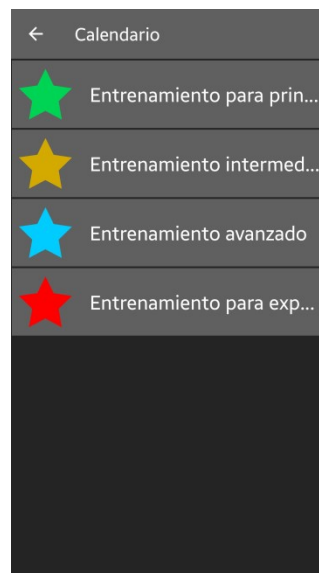 Calendario
Entrenamiento para prin...
Entrenamiento intermed...
Entrenamiento avanzado
Entrenamiento para exp...